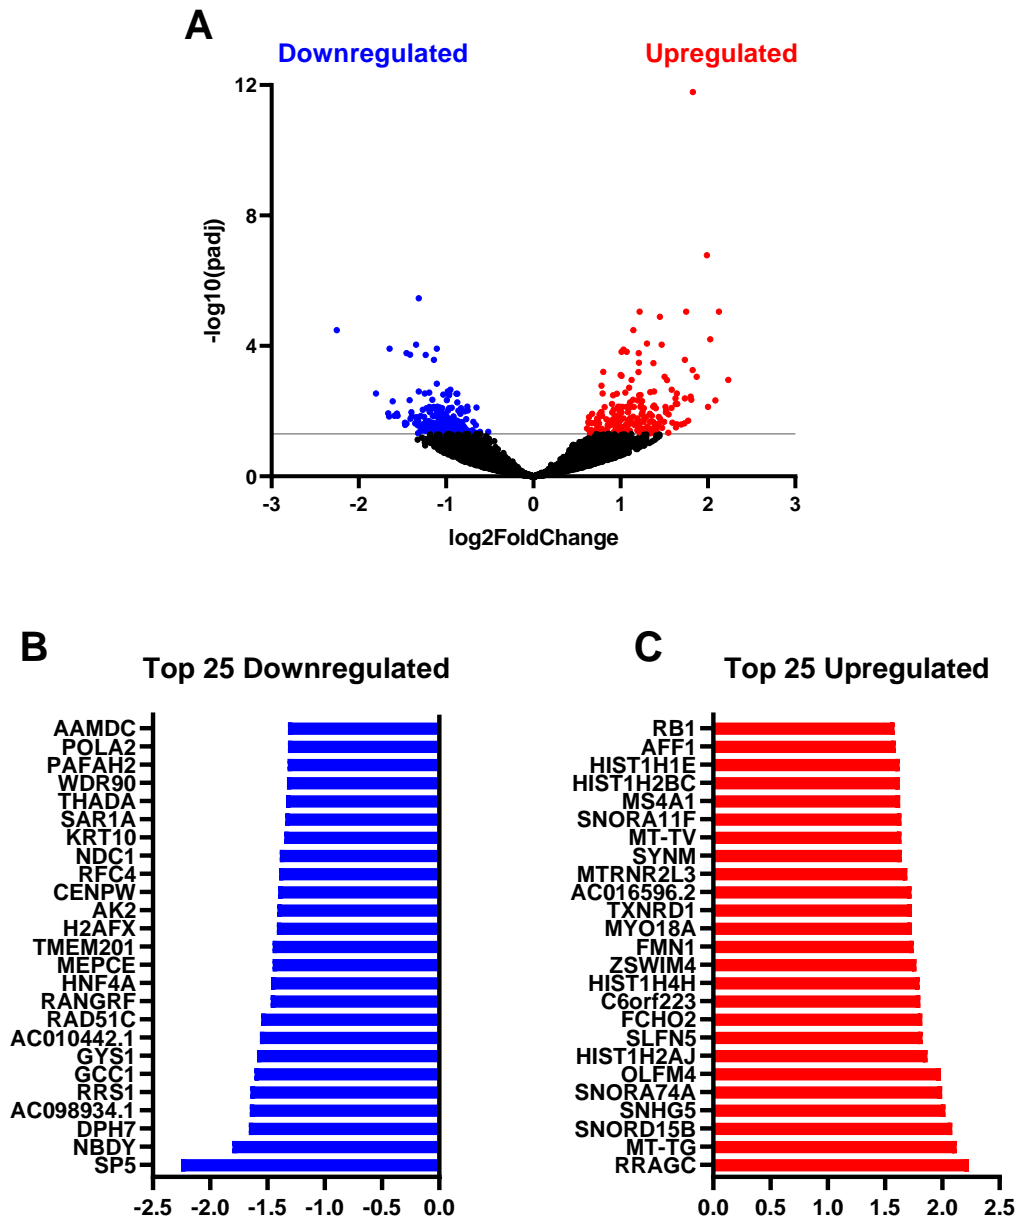 A
Downregulated
Upregulated
12
8
4
0
-log10(padj)
-3
-2
-1
0
1
2
3
log2FoldChange
B
Top 25 Downregulated
AAMDC
POLA2
PAFAH2
WDR90
THADA
SAR1A
KRT10
NDC1
RFC4
CENPW
AK2
H2AFX
TMEM201
MEPCE
HNF4A
RANGRF
RAD51C
AC010442.1
GYS1
GCC1
RRS1
AC098934.1
DPH7
NBDY
SP5
-2.5
-2.0
-1.5
-1.0
-0.5
0.0
C
Top 25 Upregulated
RB1
AFF1
HIST1H1E
HIST1H2BC
MS4A1
SNORA11F
MT-TV
SYNM
MTRNR2L3
AC016596.2
TXNRD1
MYO18A
FMN1
ZSWIM4
HIST1H4H
C6orf223
FCHO2
SLFN5
HIST1H2AJ
OLFM4
SNORA74A
SNHG5
SNORD15B
MT-TG
RRAGC
0.0
0.5
1.0
1.5
2.0
2.5